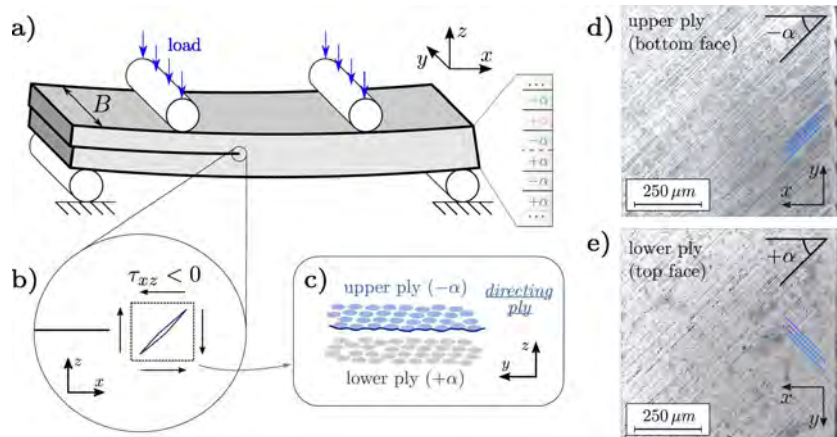 a)
load
B
z
y
x
...
+α
+α
−α
+α
−α
+α
...
b)
τxz < 0
z
x
c)
upper ply (−α)
directing
ply
lower ply (+α)
z
y
d)
upper ply
(bottom face)
−α
250 μm
x
y
e)
lower ply
(top face)
+α
250 μm
x
y